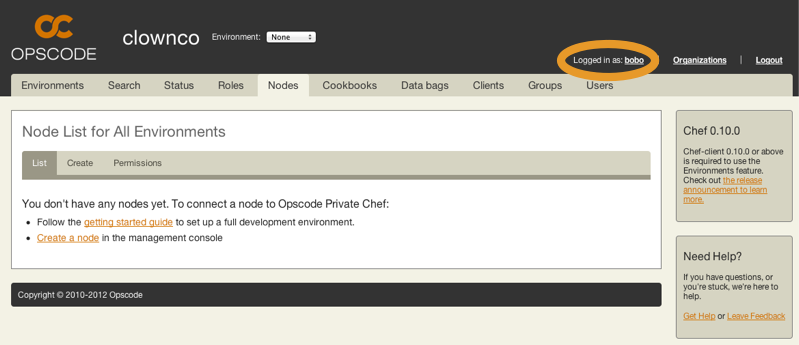 OPSCODE
clownco
Environment: None
Logged in as: bobo Organizations | Logout
Environments Search Status Roles Nodes Cookbooks Data bags Clients Groups Users
Node List for All Environments
List Create Permissions
You don't have any nodes yet. To connect a node to Opscode Private Chef:
Follow the getting started guide to set up a full development environment.
Create a node in the management console
Copyright © 2010-2012 Opscode
Chef 0.10.0
Chef-client 0.10.0 or above
is required to use the
Environments feature.
Check out the release
announcement to learn
more.
Need Help?
If you have questions, or
you're stuck, we're here to
help.
Get Help or Leave Feedback